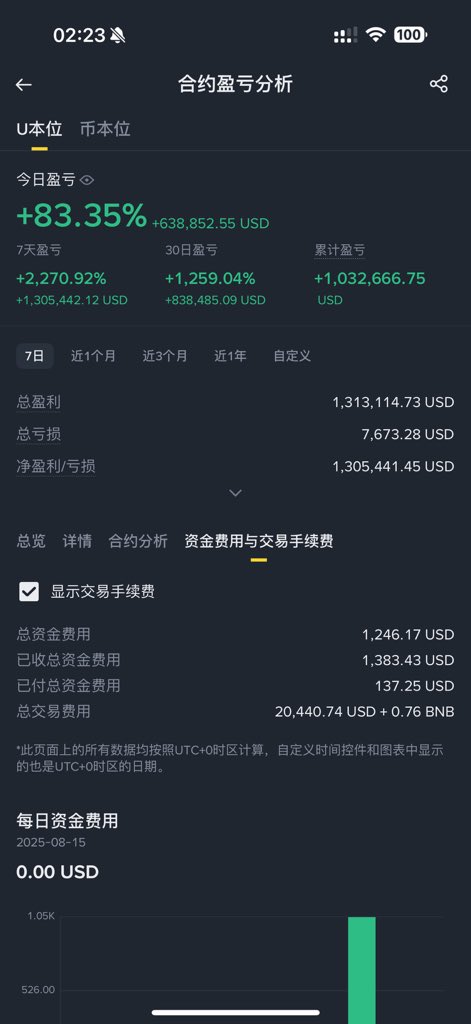 02:23
100
合约盈亏分析
U本位 币本位
今日盈亏
+83.35% +638,852.55 USD
7天盈亏 30日盈亏 累计盈亏
+2,270.92% +1,259.04% +1,032,666.75
+1,305,442.12 USD +838,485.09 USD USD
7日 近1个月 近3个月 近1年 自定义
总盈利 1,313,114.73 USD
总亏损 7,673.28 USD
净盈利/亏损 1,305,441.45 USD
总览 详情 合约分析 资金费用与交易手续费
显示交易手续费
总资金费用 1,246.17 USD
已收总资金费用 1,383.43 USD
已付总资金费用 137.25 USD
总交易费用 20,440.74 USD + 0.76 BNB
*此页面上的所有数据均按照UTC+0时区计算，自定义时间控件和图表中显示
的也是UTC+0时区的日期。
每日资金费用
2025-08-15
0.00 USD
1.05K
526.00